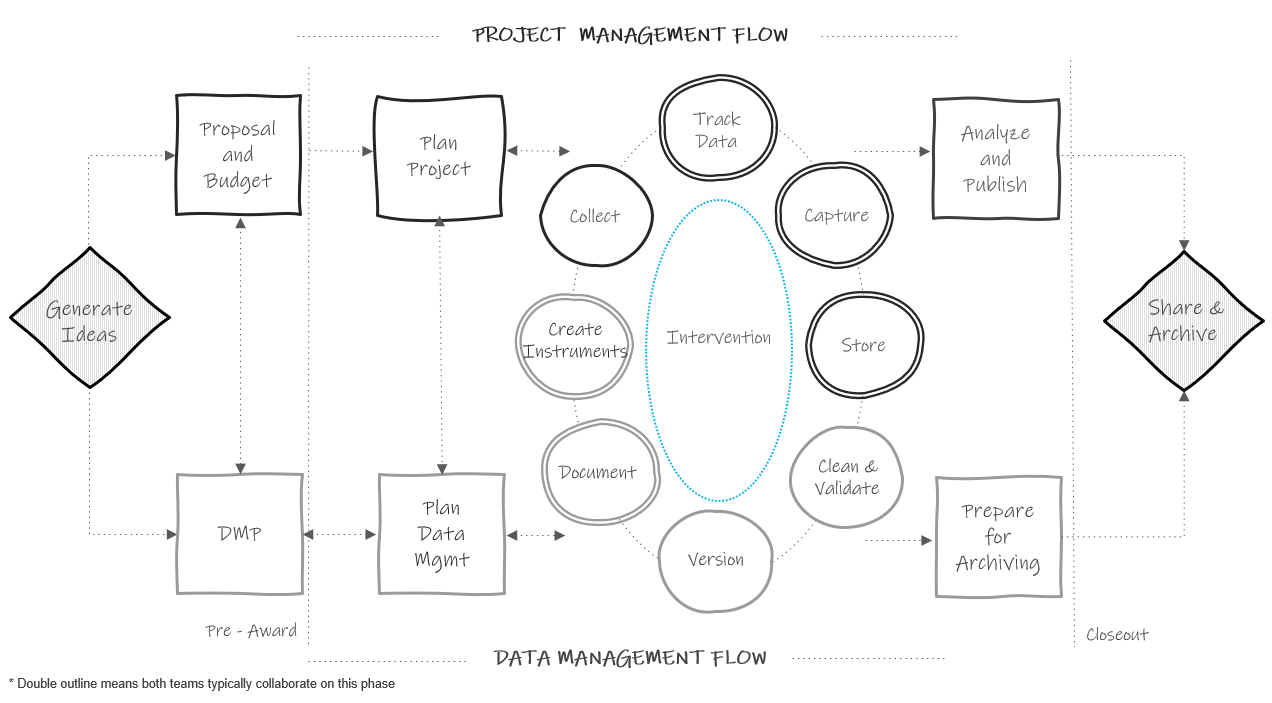 PROJECT MANAGEMENT FLOW
Proposal
and
Budget
Plan
Project
Track
Data
Analyze
and
Publish
Collect
Capture
Generate
Ideas
Create
Instruments
Intervention
Store
Share &
Archive
Document
Clean &
Validate
DMP
Plan
Data
Mgmt
Version
Prepare
for
Archiving
Pre - Award
Closeout
DATA MANAGEMENT FLOW
* Double outline means both teams typically collaborate on this phase